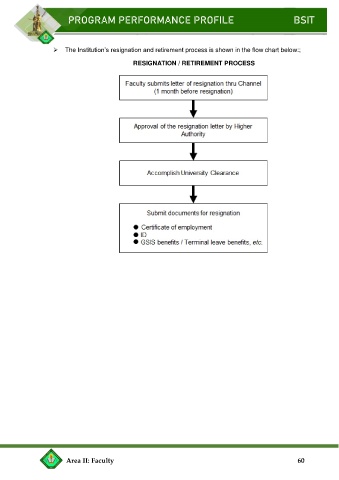 PROGRAM PERFORMANCE PROFILE BSIT
➢ The Institution's resignation and retirement process is shown in the flow chart below:;
RESIGNATION / RETIREMENT PROCESS
Faculty submits letter of resignation thru Channel
(1 month before resignation)
Approval of the resignation letter by Higher
Authority
Accomplish University Clearance
Submit documents for resignation
● Certificate of employment
● ID
● GSIS benefits / Terminal leave benefits, etc.
Area II: Faculty 60